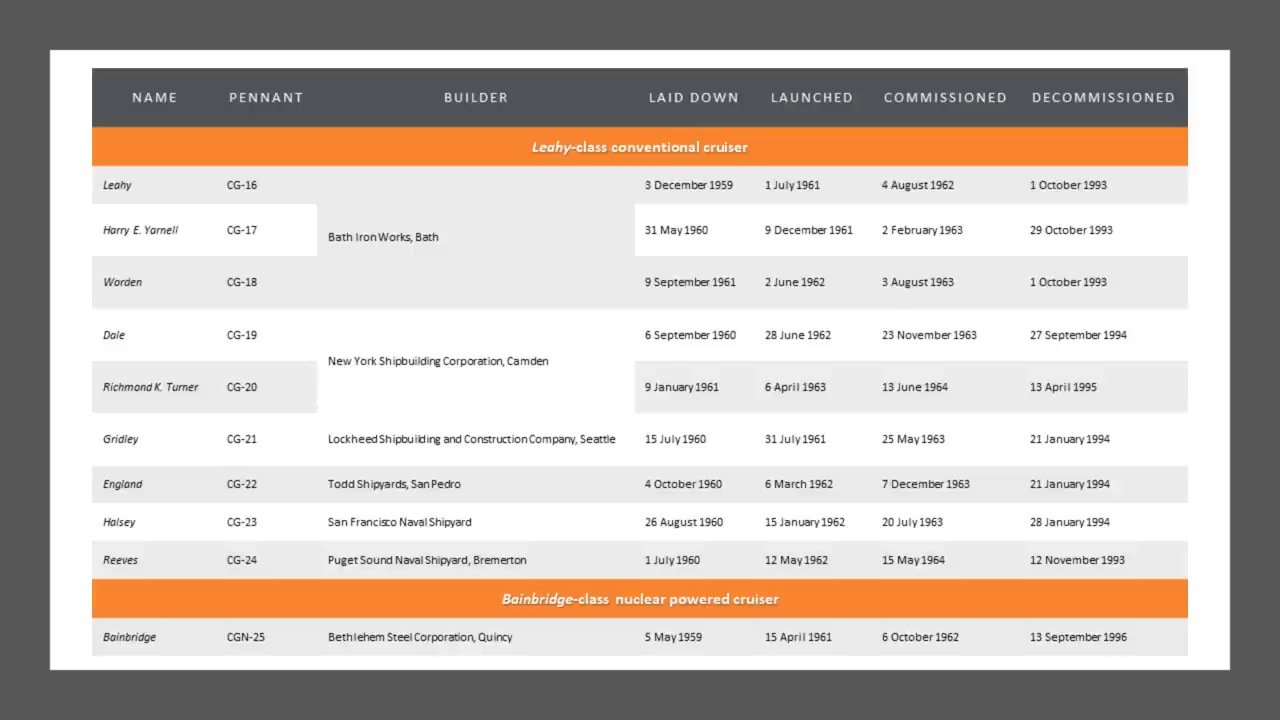 NAME PENNANT BUILDER LAID DOWN LAUNCHED COMMISSIONED DECOMMISSIONED
Leahy-class conventional cruiser
Leahy CG-16 3 December 1959 1 July 1961 4 August 1962 1 October 1993
Harry E. Yarnell CG-17 31 May 1960 9 December 1961 2 February 1963 29 October 1993
Bath Iron Works, Bath
Worden CG-18 9 September 1961 2 June 1962 3 August 1963 1 October 1993
Dale CG-19 6 September 1960 28 June 1962 23 November 1963 27 September 1994
New York Shipbuilding Corporation, Camden
Richmond K. Turner CG-20 9 January 1961 6 April 1963 13 June 1964 13 April 1995
Gridley CG-21 Lockheed Shipbuilding and Construction Company, Seattle 15 July 1960 31 July 1961 25 May 1963 21 January 1994
England CG-22 Todd Shipyards, San Pedro 4 October 1960 6 March 1962 7 December 1963 21 January 1994
Halsey CG-23 San Francisco Naval Shipyard 26 August 1960 15 January 1962 20 July 1963 28 January 1994
Reeves CG-24 Puget Sound Naval Shipyard, Bremerton 1 July 1960 12 May 1962 15 May 1964 12 November 1993
Bainbridge-class nuclear powered cruiser
Bainbridge CGN-25 Bethlehem Steel Corporation, Quincy 5 May 1959 15 April 1961 6 October 1962 13 September 1996